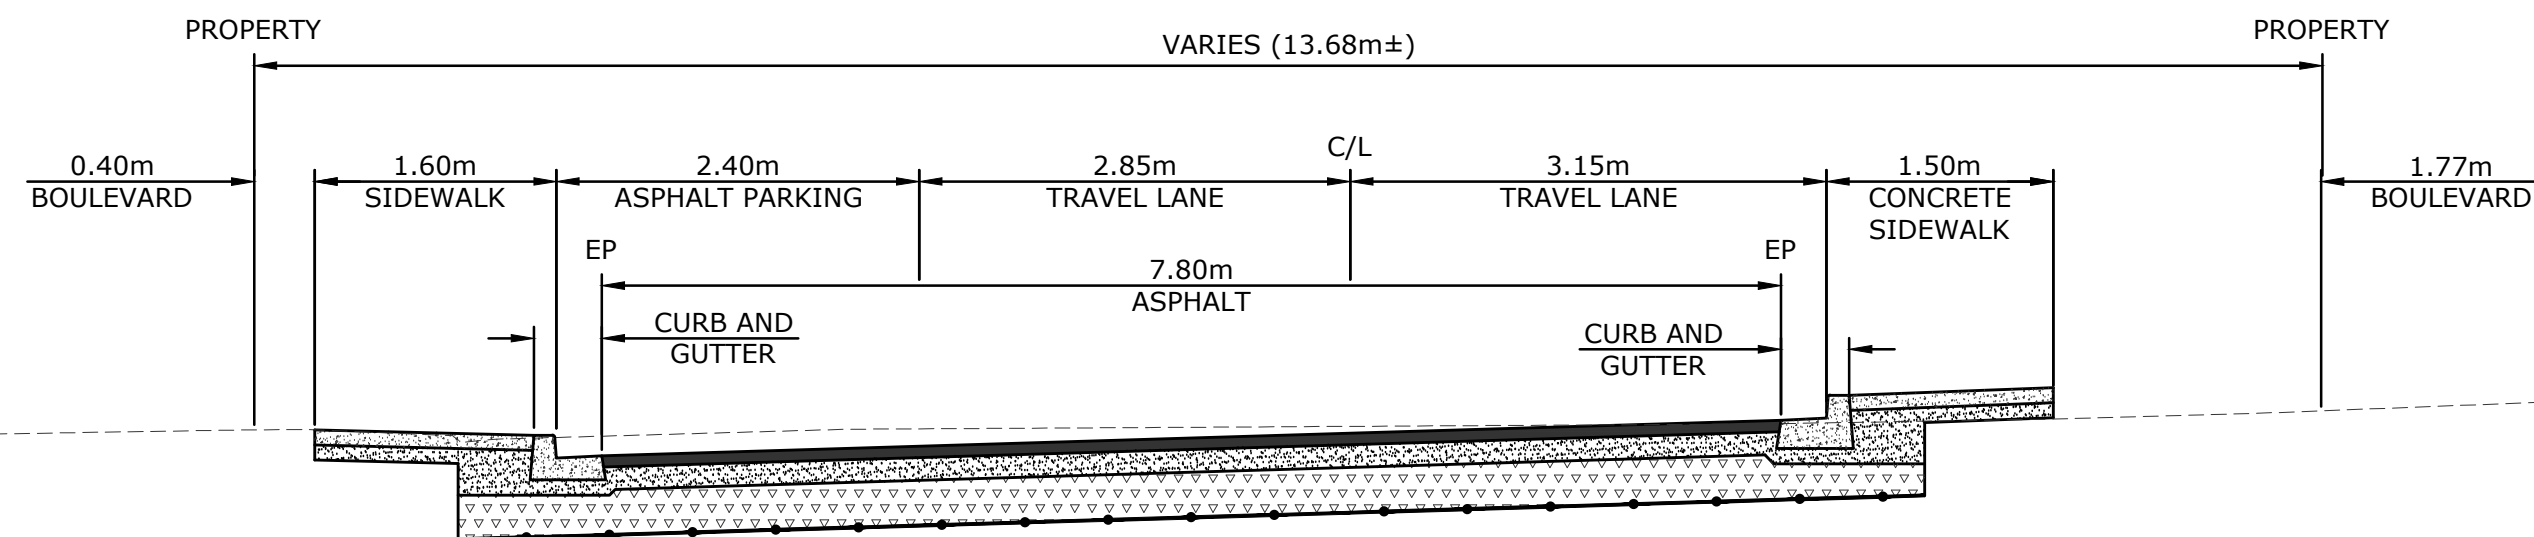 PROPERTY
PROPERTY
VARIES (13.68m±)
C/L
0.40m
BOULEVARD
1.60m
SIDEWALK
2.40m
ASPHALT PARKING
2.85m
TRAVEL LANE
3.15m
TRAVEL LANE
1.50m
CONCRETE
SIDEWALK
1.77m
BOULEVARD
EP
EP
7.80m
ASPHALT
CURB AND
GUTTER
CURB AND
GUTTER